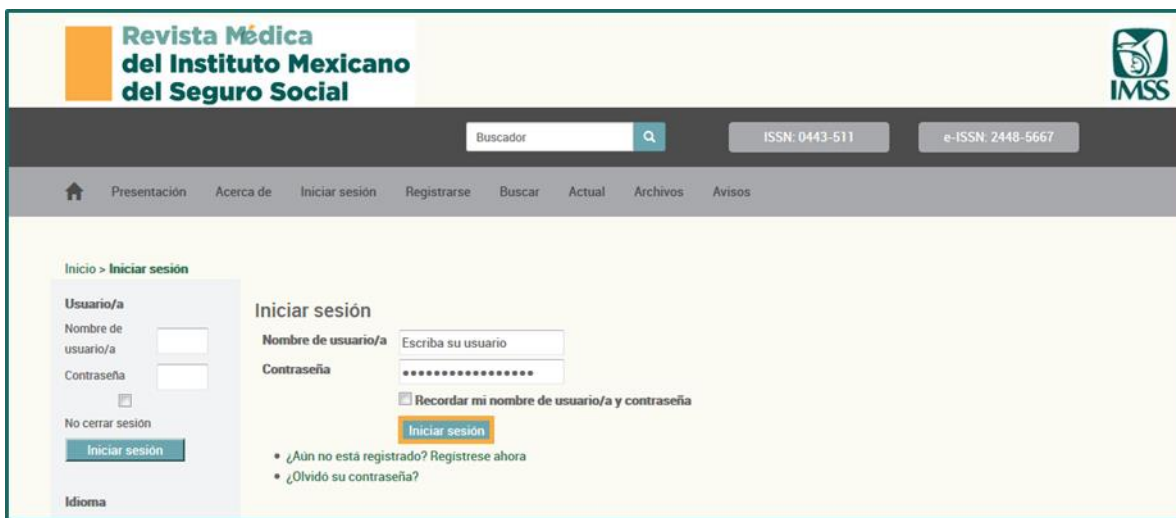 Revista Médica
del Instituto Mexicano
del Seguro Social
IMSS
Buscador
ISSN: 0443-511
e-ISSN: 2448-5667
Presentación Acerca de Iniciar sesión Registrarse Buscar Actual Archivos Avisos
Inicio > Iniciar sesión
Usuario/a
Nombre de
usuario/a
Contraseña
No cerrar sesión
Iniciar sesión
Idioma
Iniciar sesión
Nombre de usuario/a Escriba su usuario
Contraseña •••••••••••••••••
Recordar mi nombre de usuario/a y contraseña
Iniciar sesión
• ¿Aún no está registrado? Regístrese ahora
• ¿Olvidó su contraseña?